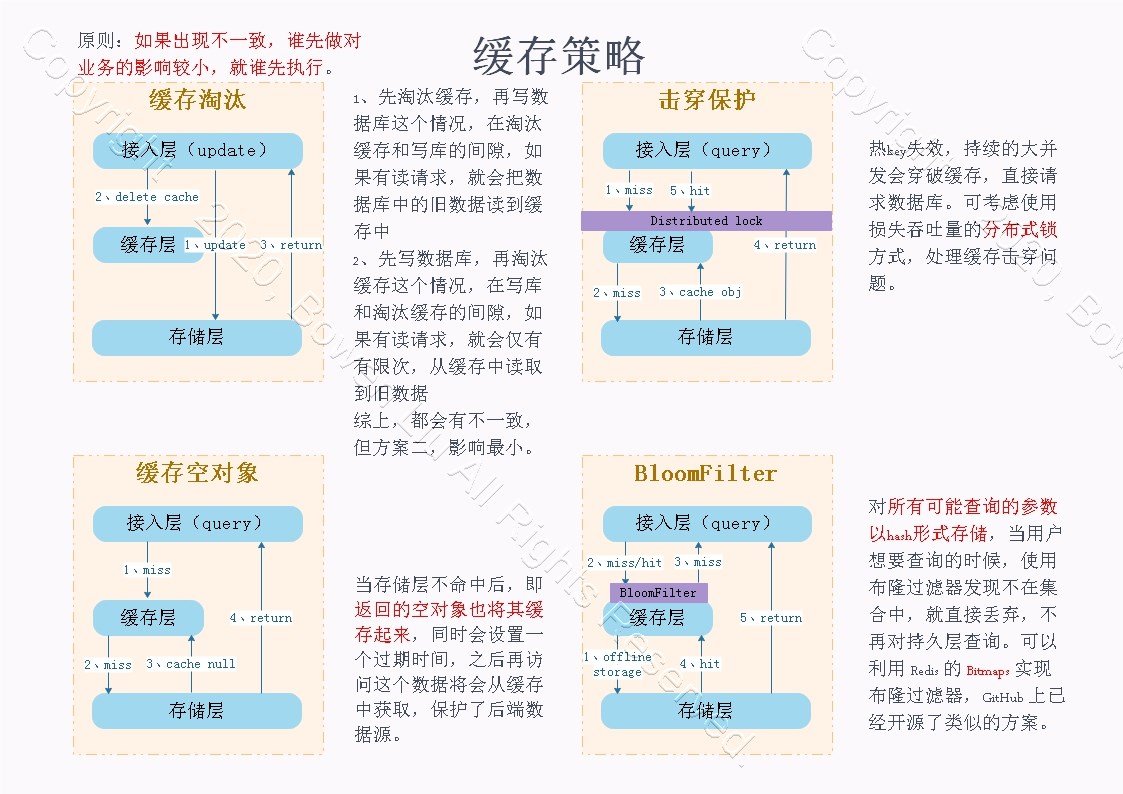 原则：如果出现不一致，谁先做对
业务的影响较小，就谁先执行。
缓存策略
缓存淘汰
接入层（update）
2、delete cache
缓存层
1、update
3、return
存储层
1、先淘汰缓存，再写数
据库这个情况，在淘汰
缓存和写库的间隙，如
果有读请求，就会把数
据库中的旧数据读到缓
存中
2、先写数据库，再淘汰
缓存这个情况，在写库
和淘汰缓存的间隙，如
果有读请求，就会仅有
有限次，从缓存中读取
到旧数据
综上，都会有不一致，
但方案二，影响最小。
击穿保护
接入层（query）
1、miss
5、hit
Distributed lock
缓存层
4、return
2、miss
3、cache obj
存储层
热key失效，持续的大并
发会穿破缓存，直接请
求数据库。可考虑使用
损失吞吐量的分布式锁
方式，处理缓存击穿问
题。
缓存空对象
接入层（query）
1、miss
缓存层
4、return
2、miss
3、cache null
存储层
当存储层不命中后，即
返回的空对象也将其缓
存起来，同时会设置一
个过期时间，之后再访
问这个数据将会从缓存
中获取，保护了后端数
据源。
BloomFilter
接入层（query）
2、miss/hit
3、miss
BloomFilter
缓存层
5、return
1、offline
storage
4、hit
存储层
对所有可能查询的参数
以hash形式存储，当用户
想要查询的时候，使用
布隆过滤器发现不在集
合中，就直接丢弃，不
再对持久层查询。可以
利用 Redis 的 Bitmaps 实现
布隆过滤器，GitHub 上已
经开源了类似的方案。